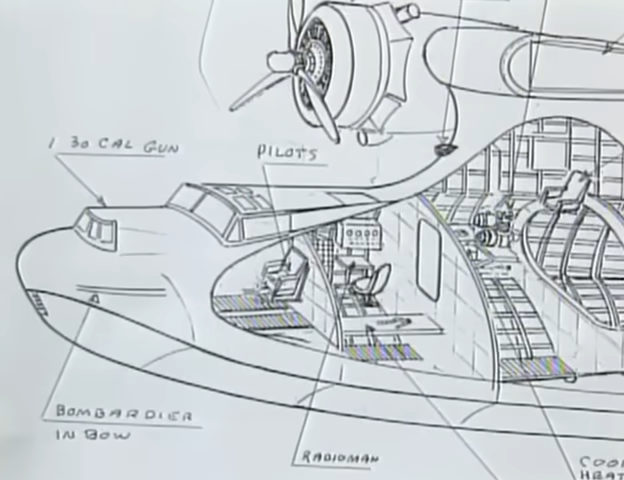 1 30 CAL GUN
PILOTS
BOMBARDIER
IN BOW
RADIOMAN